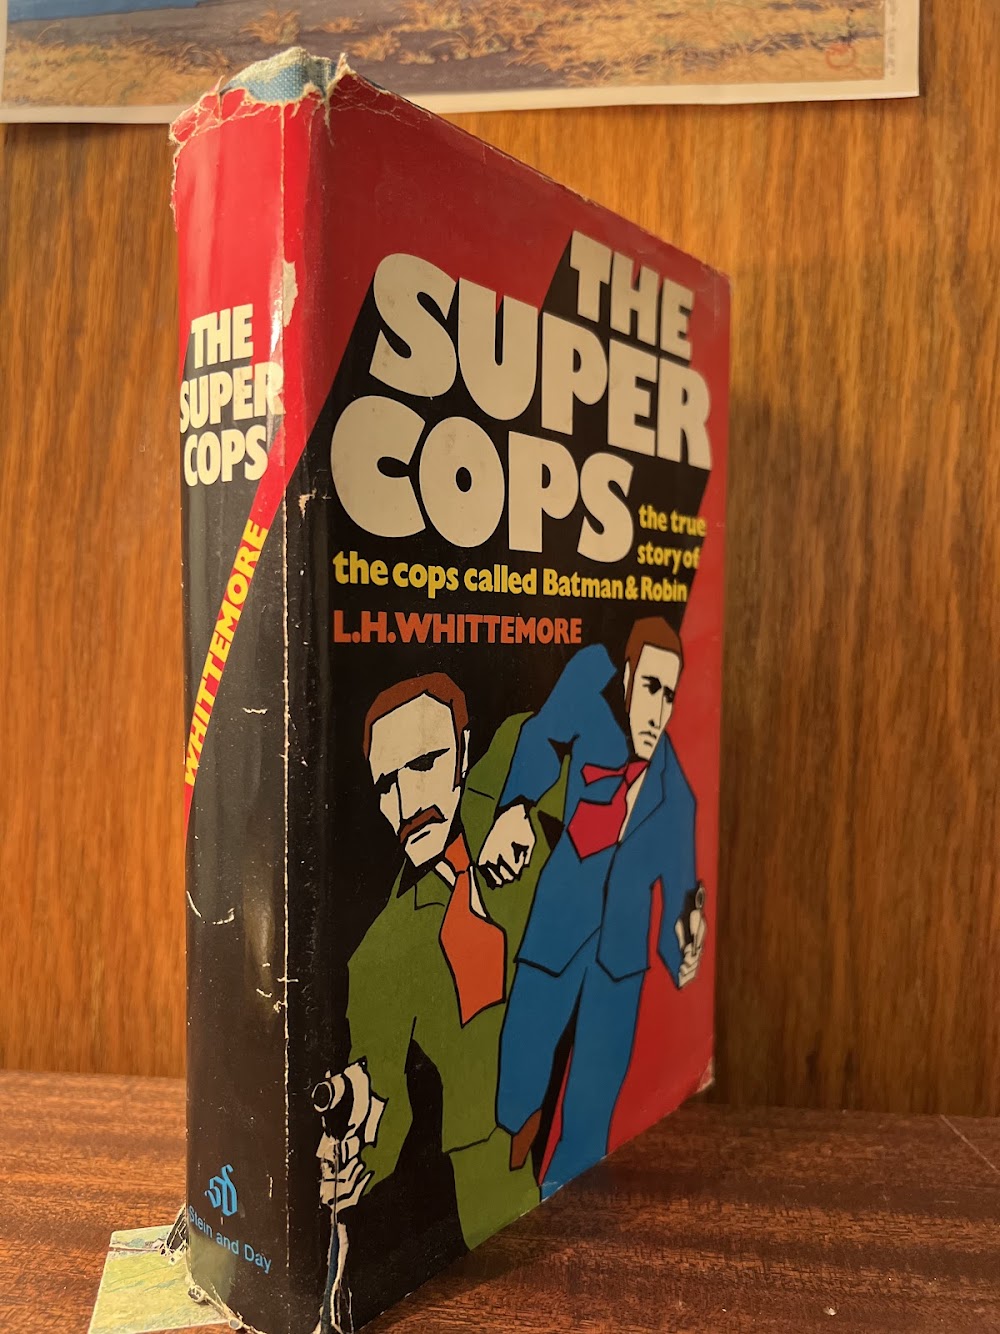 THE
SUPER
COPS
WHITTEMORE
Stein and Day
THE
SUPER
COPS
the true
story of
the cops called Batman & Robin
L.H.WHITTEMORE